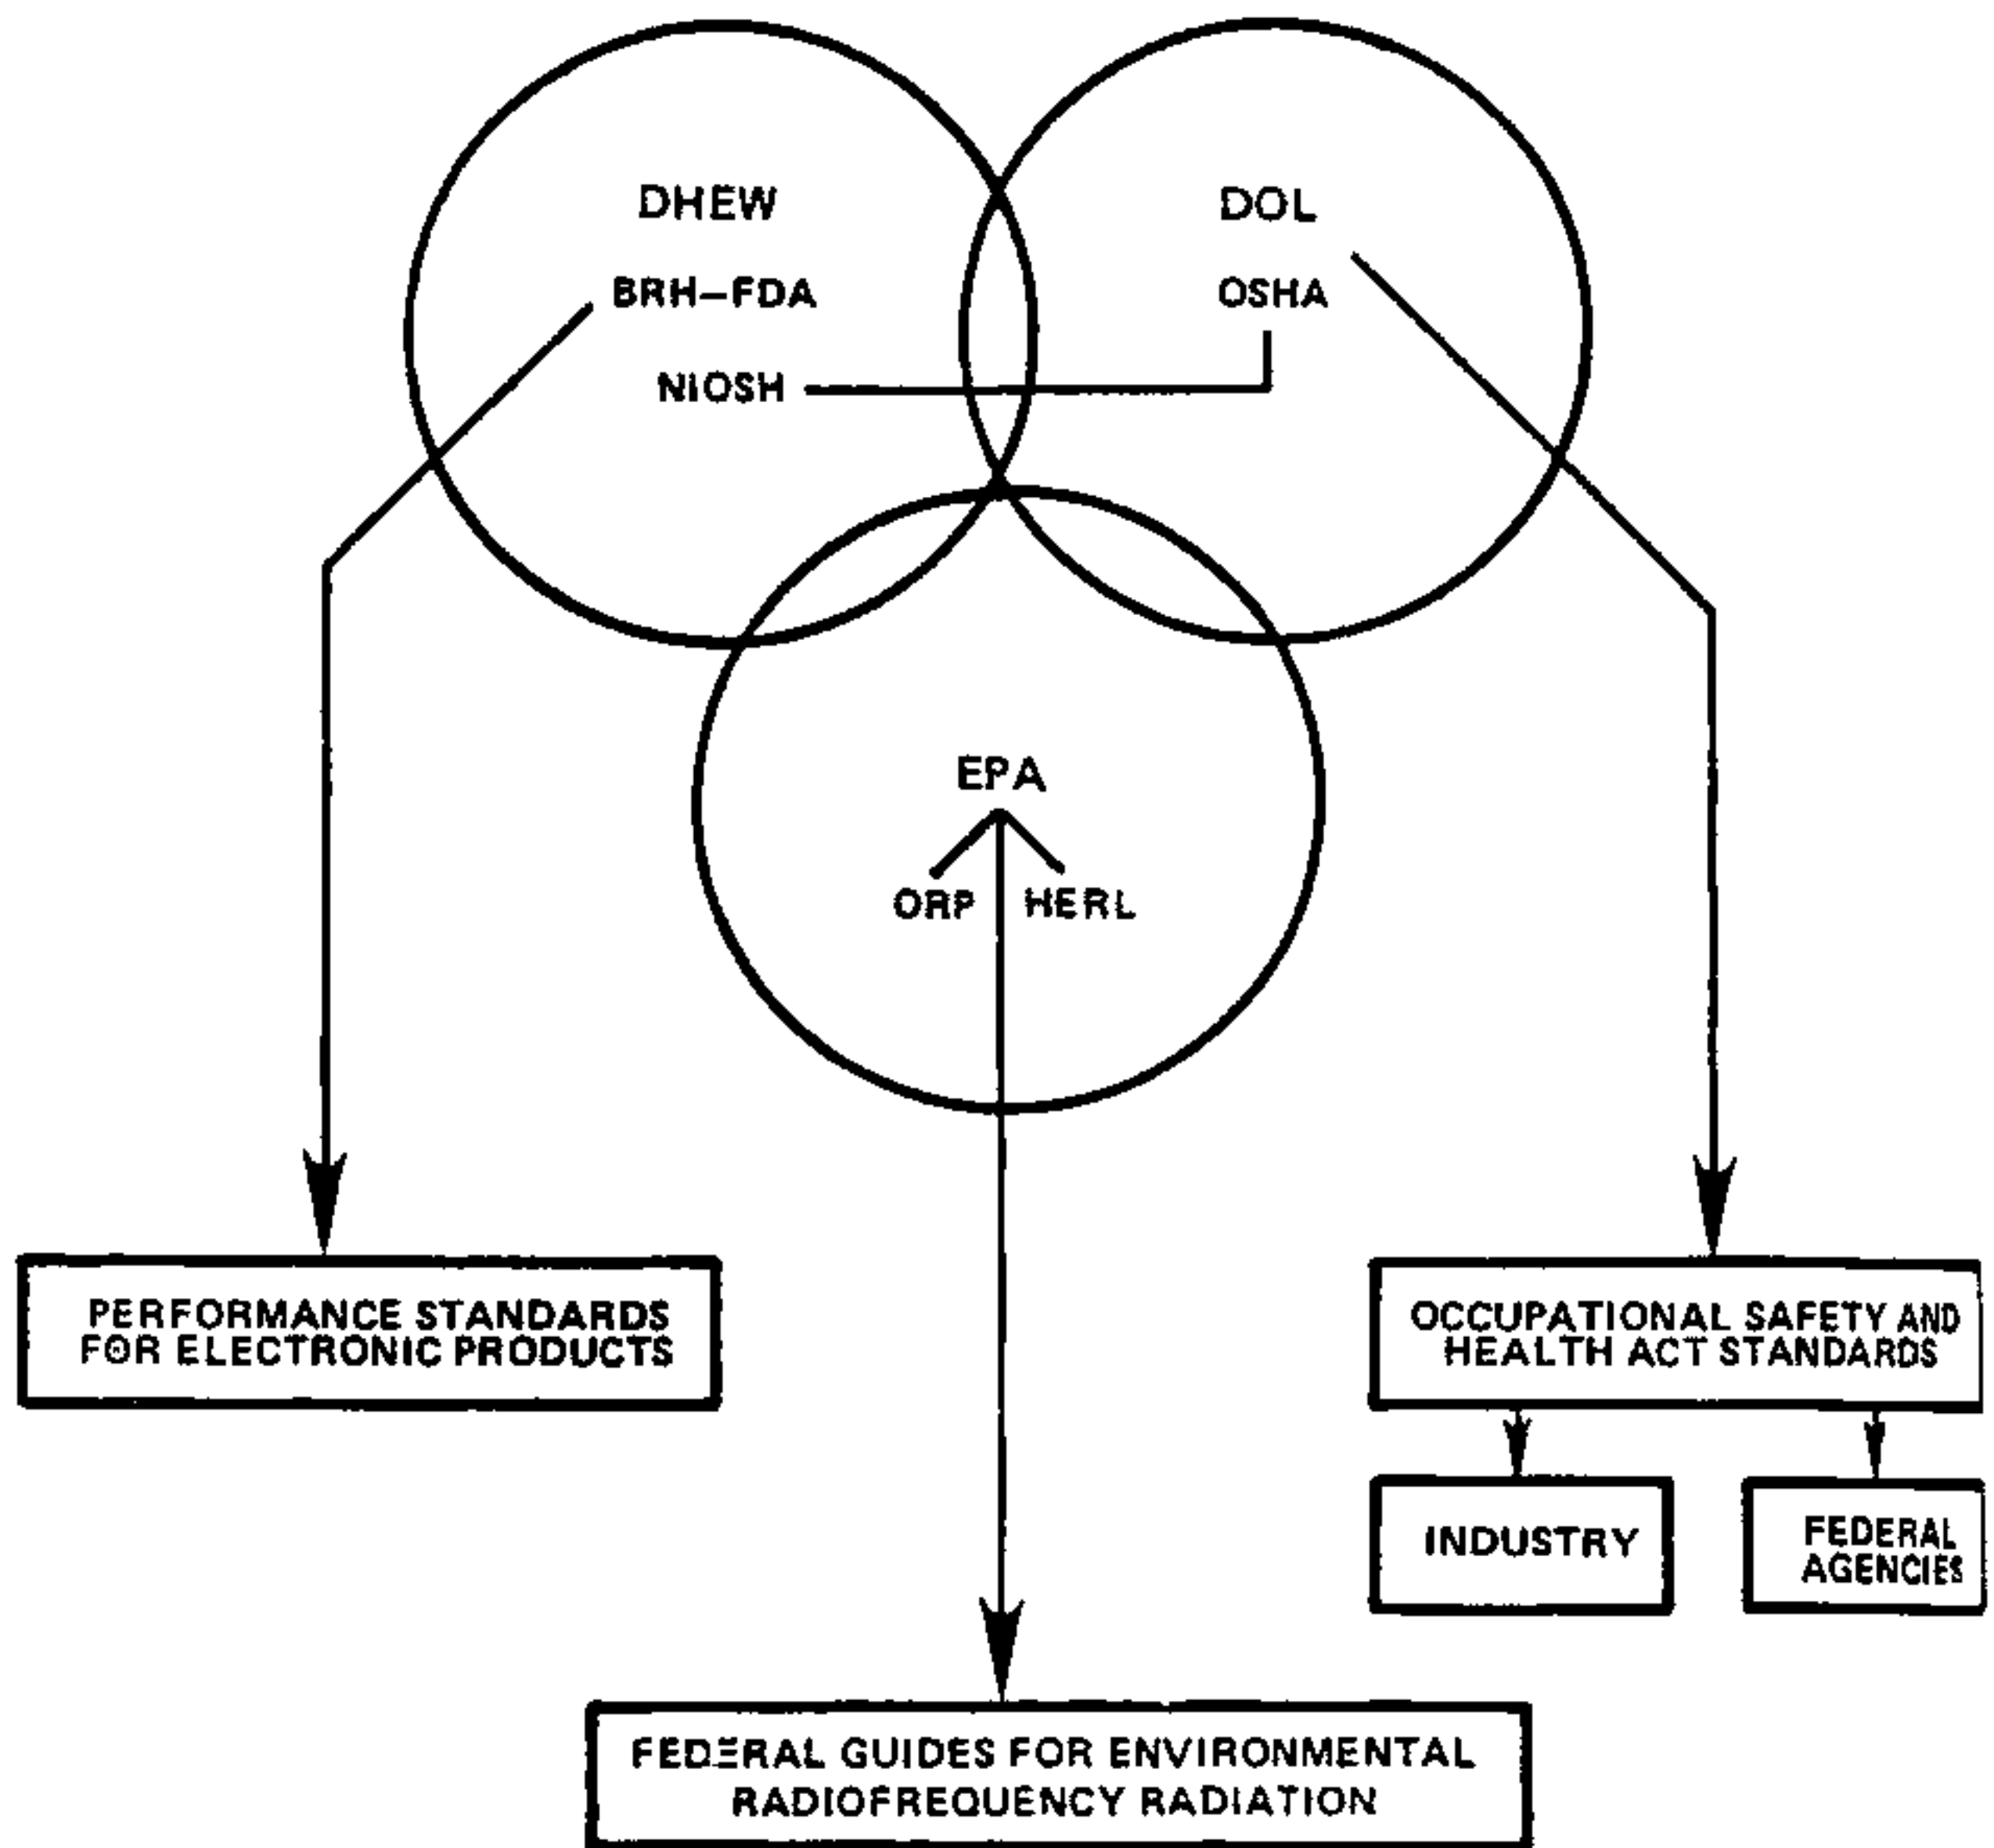 DHEW
DOL
BRH-FDA
OSHA
NIOSH
EPA
ORP
HERL
PERFORMANCE STANDARDS
FOR ELECTRONIC PRODUCTS
OCCUPATIONAL SAFETY AND
HEALTH ACT STANDARDS
INDUSTRY
FEDERAL
AGENCIES
FEDERAL GUIDES FOR ENVIRONMENTAL
RADIOFREQUENCY RADIATION